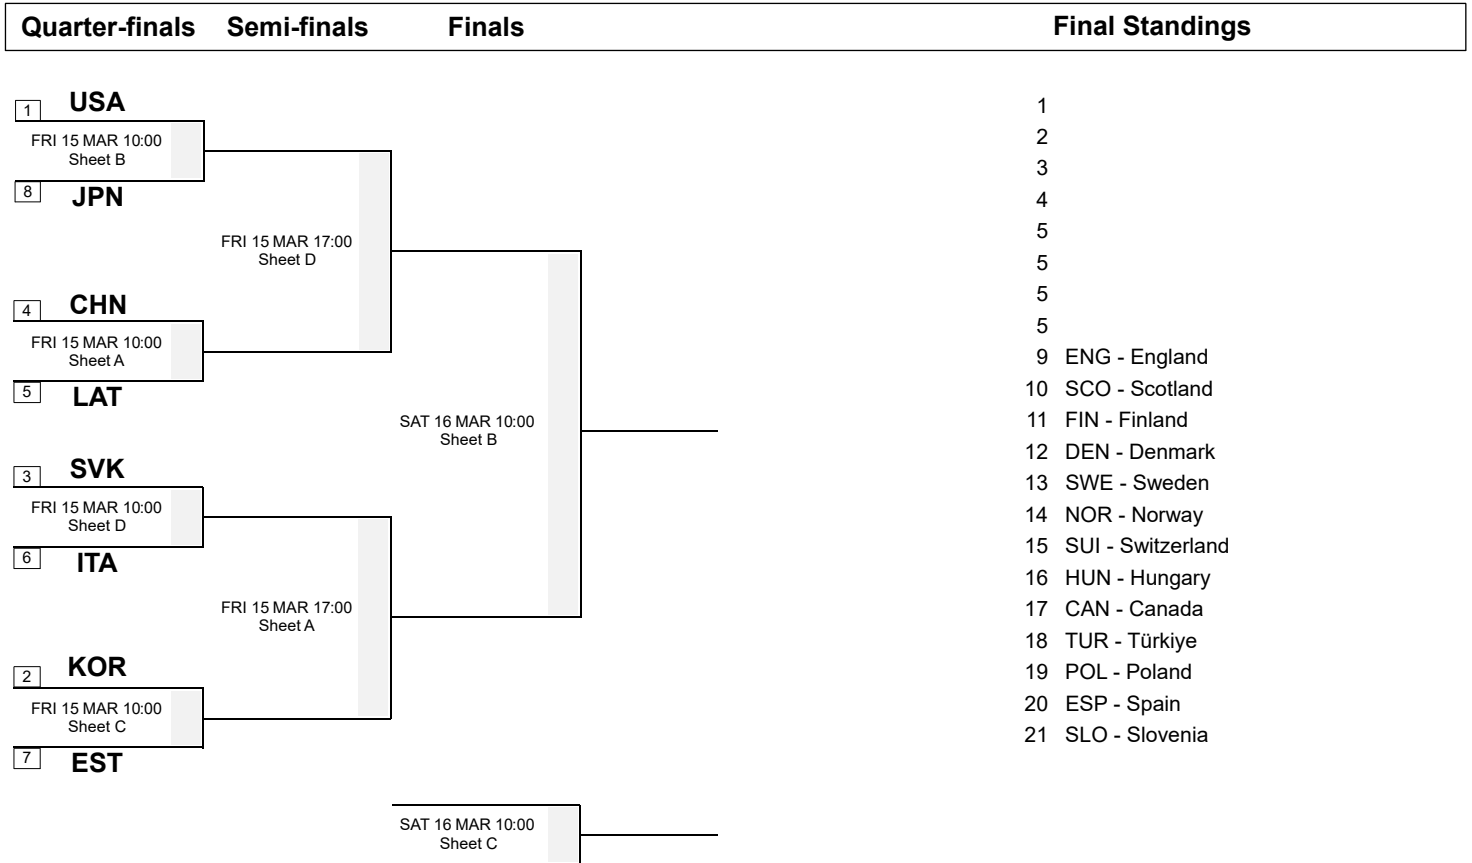 Quarter-finals Semi-finals Finals Final Standings
1 USA
FRI 15 MAR 10:00
Sheet B
8 JPN
FRI 15 MAR 17:00
Sheet D
4 CHN
FRI 15 MAR 10:00
Sheet A
5 LAT
SAT 16 MAR 10:00
Sheet B
3 SVK
FRI 15 MAR 10:00
Sheet D
6 ITA
FRI 15 MAR 17:00
Sheet A
2 KOR
FRI 15 MAR 10:00
Sheet C
7 EST
SAT 16 MAR 10:00
Sheet C
1
2
3
4
5
5
5
5
9 ENG - England
10 SCO - Scotland
11 FIN - Finland
12 DEN - Denmark
13 SWE - Sweden
14 NOR - Norway
15 SUI - Switzerland
16 HUN - Hungary
17 CAN - Canada
18 TUR - Türkiye
19 POL - Poland
20 ESP - Spain
21 SLO - Slovenia